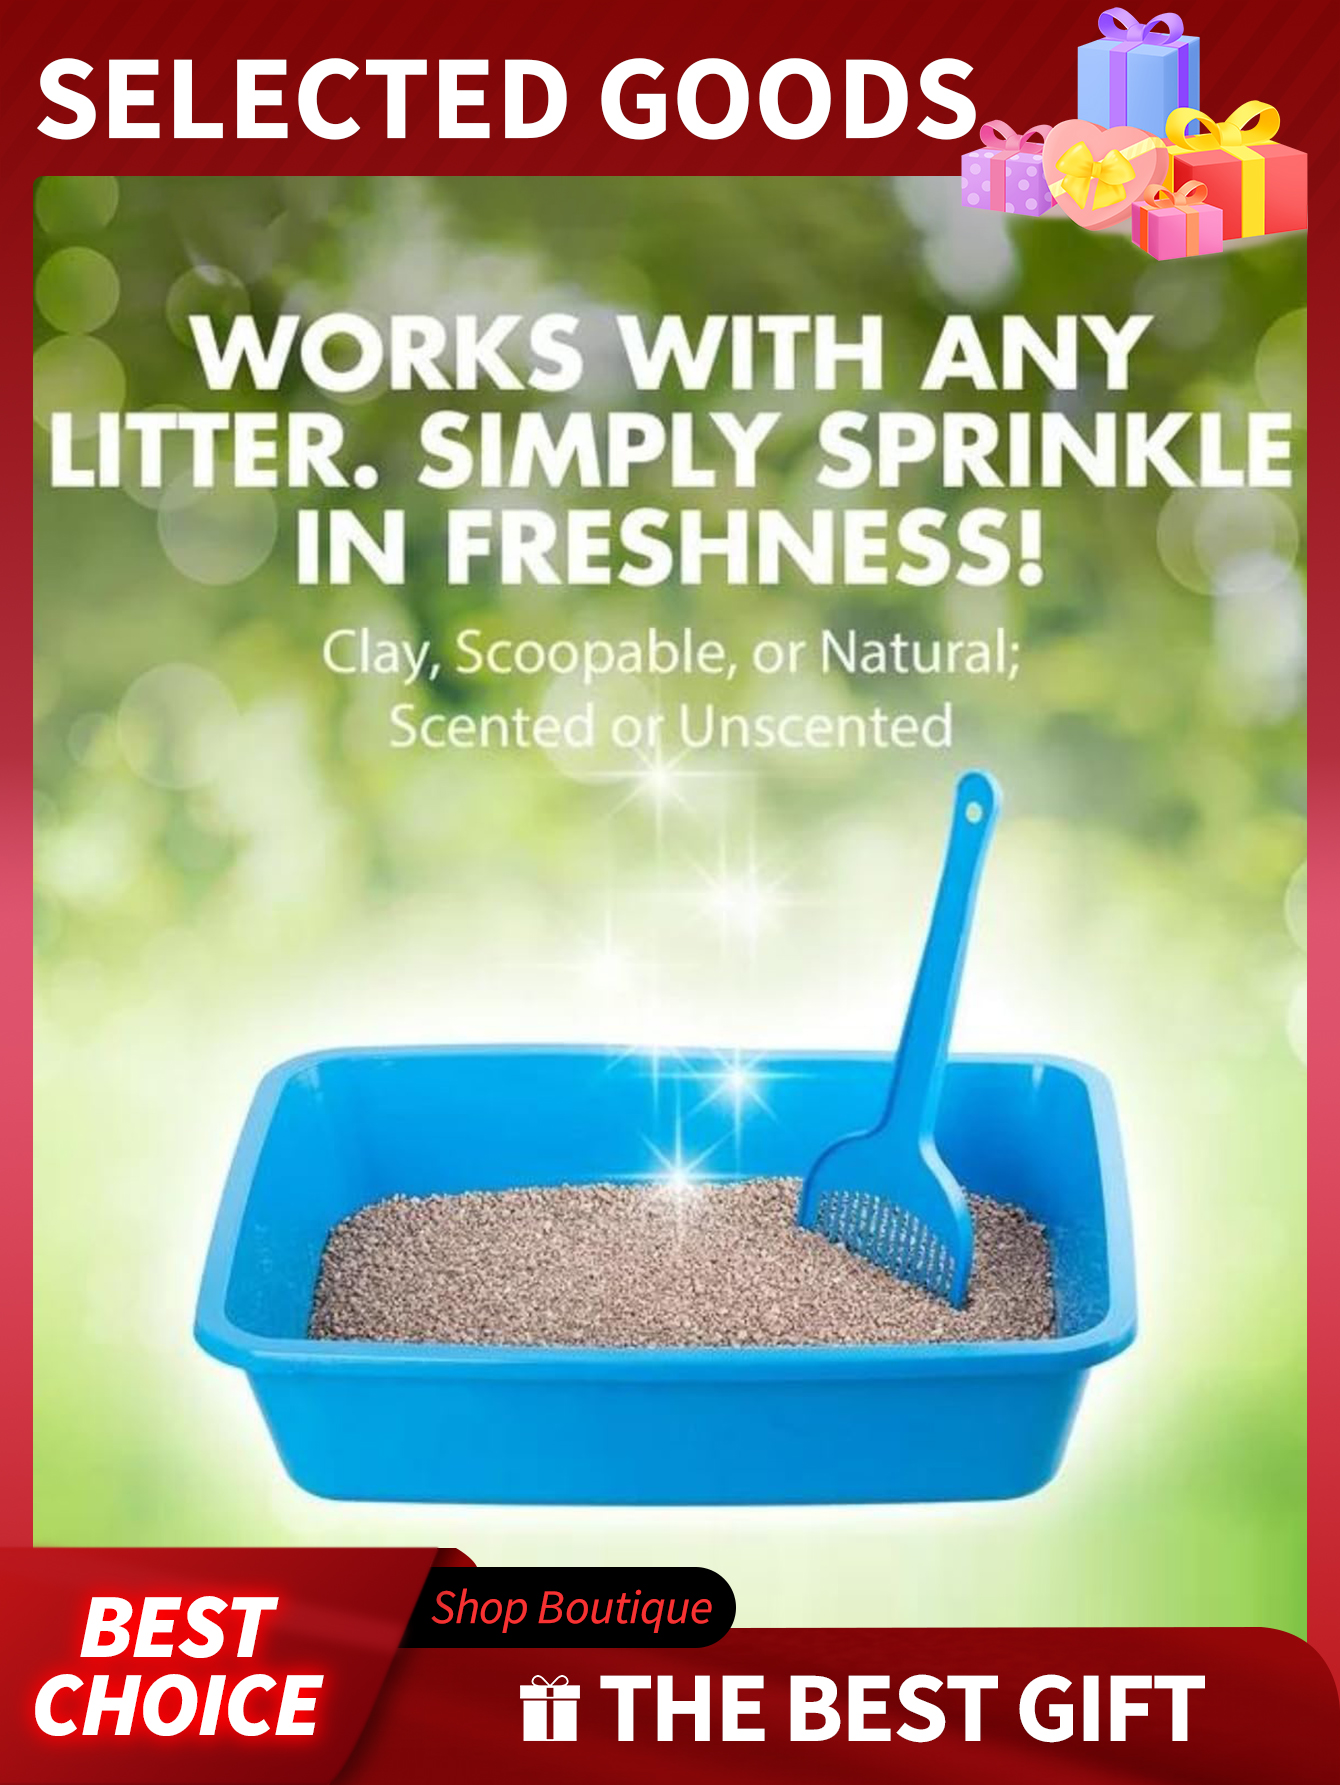 SELECTED GOODS
WORKS WITH ANY
LITTER. SIMPLY SPRINKLE
IN FRESHNESS!
Clay, Scoopable, or Natural;
Scented or Unscented
Shop Boutique
BEST
CHOICE
THE BEST GIFT